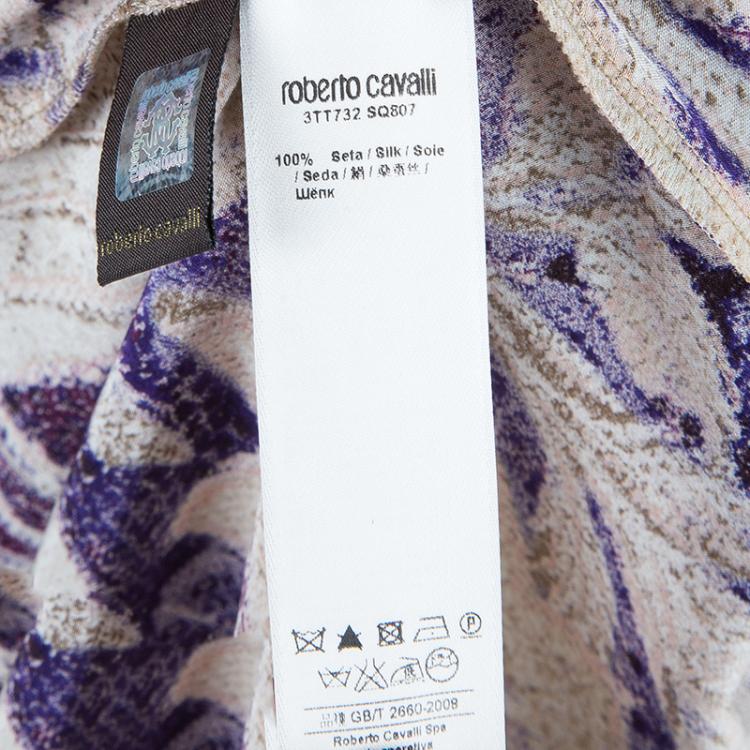 roberto cavalli
3TT732 SQ807
100% Seta / Silk / Soie
/ Seda / 絹 / 桑蚕丝 /
Шёлк
roberto cavalli
P
GB/T 2660-2008
Roberto Cavalli Spa